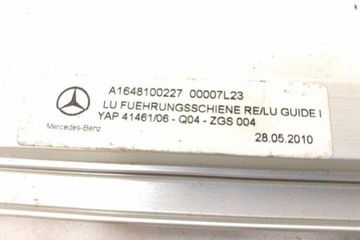 A1648100227 00007L23
LU FUEHRUNGSSCHIENE RE/LU GUIDE I
YAP 41461/06 - Q04 - ZGS 004
Mercedes-Benz
28.05.2010